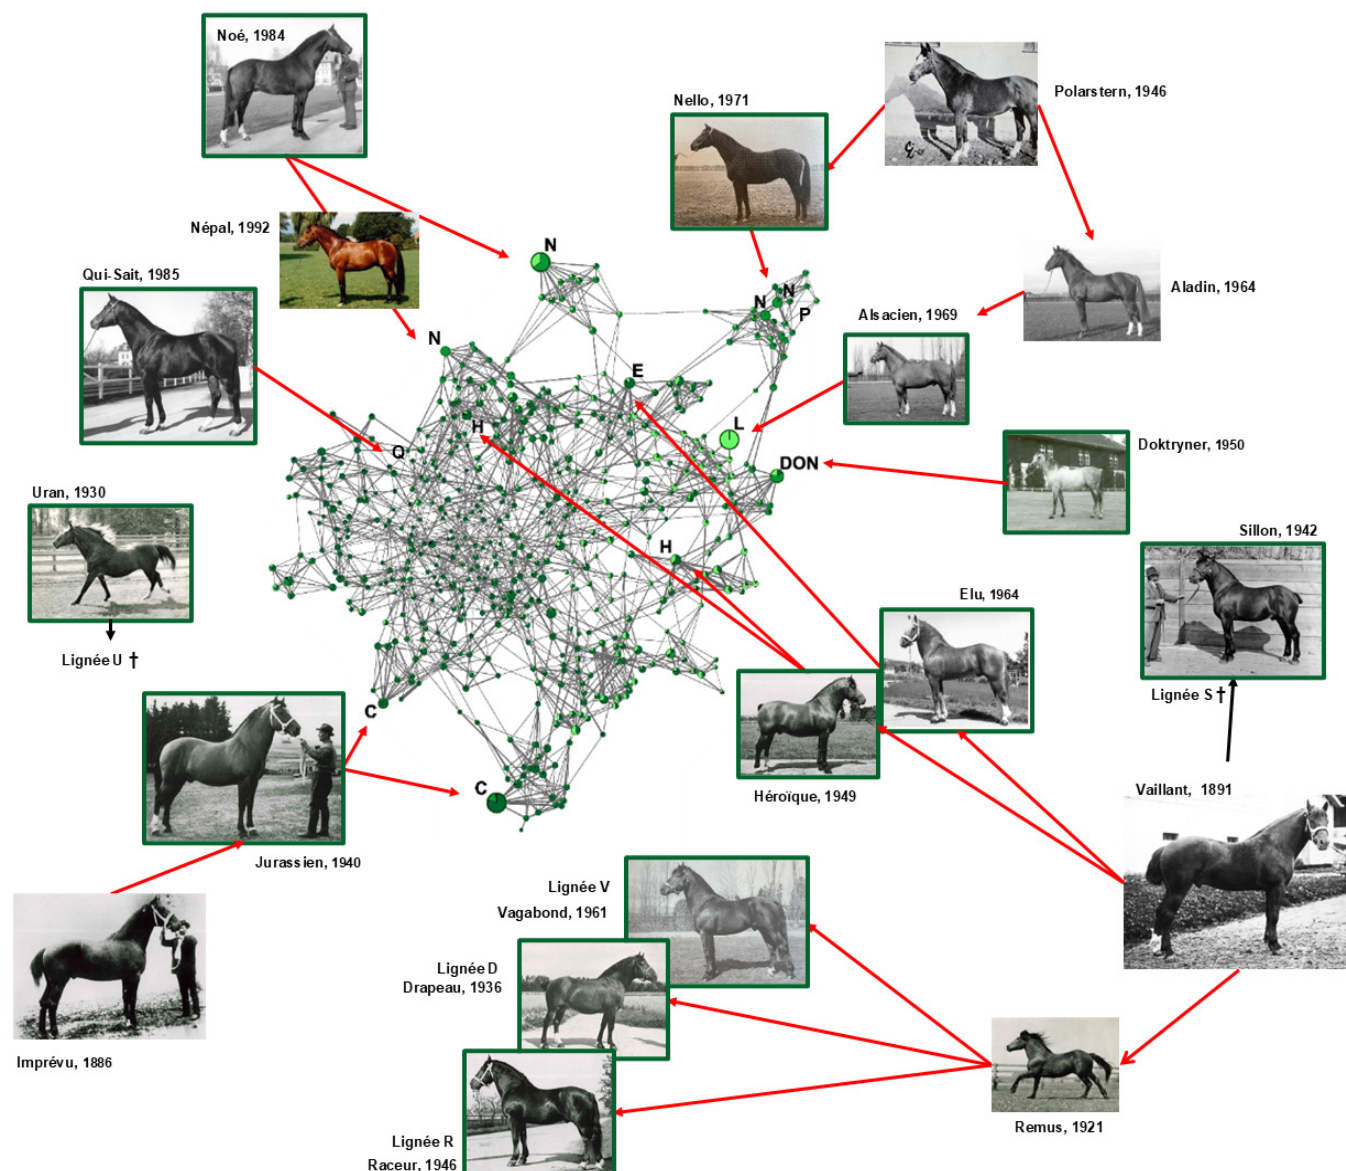 Noé, 1984
Polarstern, 1946
Nello, 1971
Népal, 1992
N
Qui-Sait, 1985
Aladin, 1964
N
N
P
Alsacien, 1969
N
E
L
H
Q
DON
Doktryner, 1950
Uran, 1930
Sillon, 1942
H
Elu, 1964
Lignée U †
Lignée S †
C
Vaillant, 1891
C
Héroïque, 1949
Jurassien, 1940
Lignée V
Vagabond, 1961
Lignée D
Drapeau, 1936
Imprévu, 1886
Remus, 1921
Lignée R
Raceur, 1946